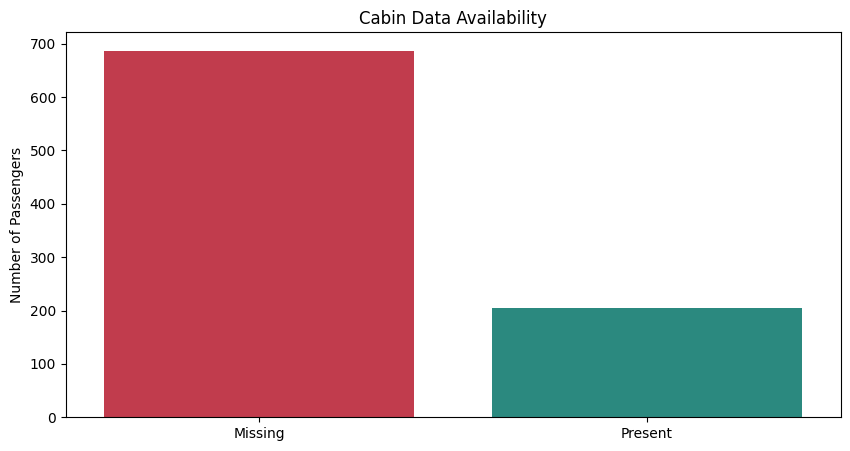 Cabin Data Availability
Number of Passengers
700
600
500
400
300
200
100
0
Missing
Present